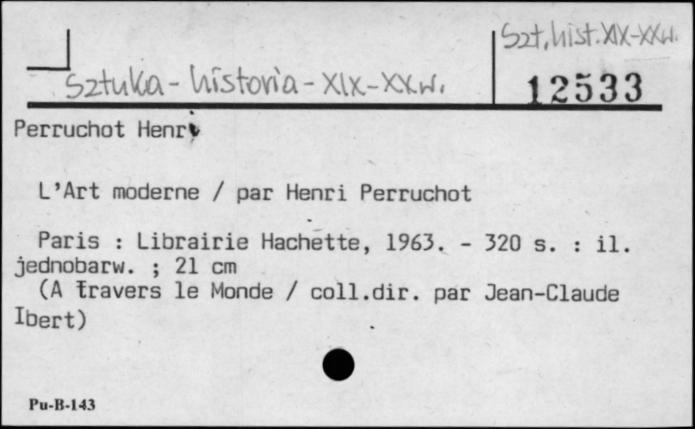 Szt, hist. XIX-XXw.
Sztuka - historia - XIX-XXw.
12533
Perruchot Henri
L'Art moderne / par Henri Perruchot
Paris : Librairie Hachette, 1963. - 320 s. : il.
jednobarw. ; 21 cm
(A travers le Monde / coll.dir. par Jean-Claude
Ibert)
Pu-B-143